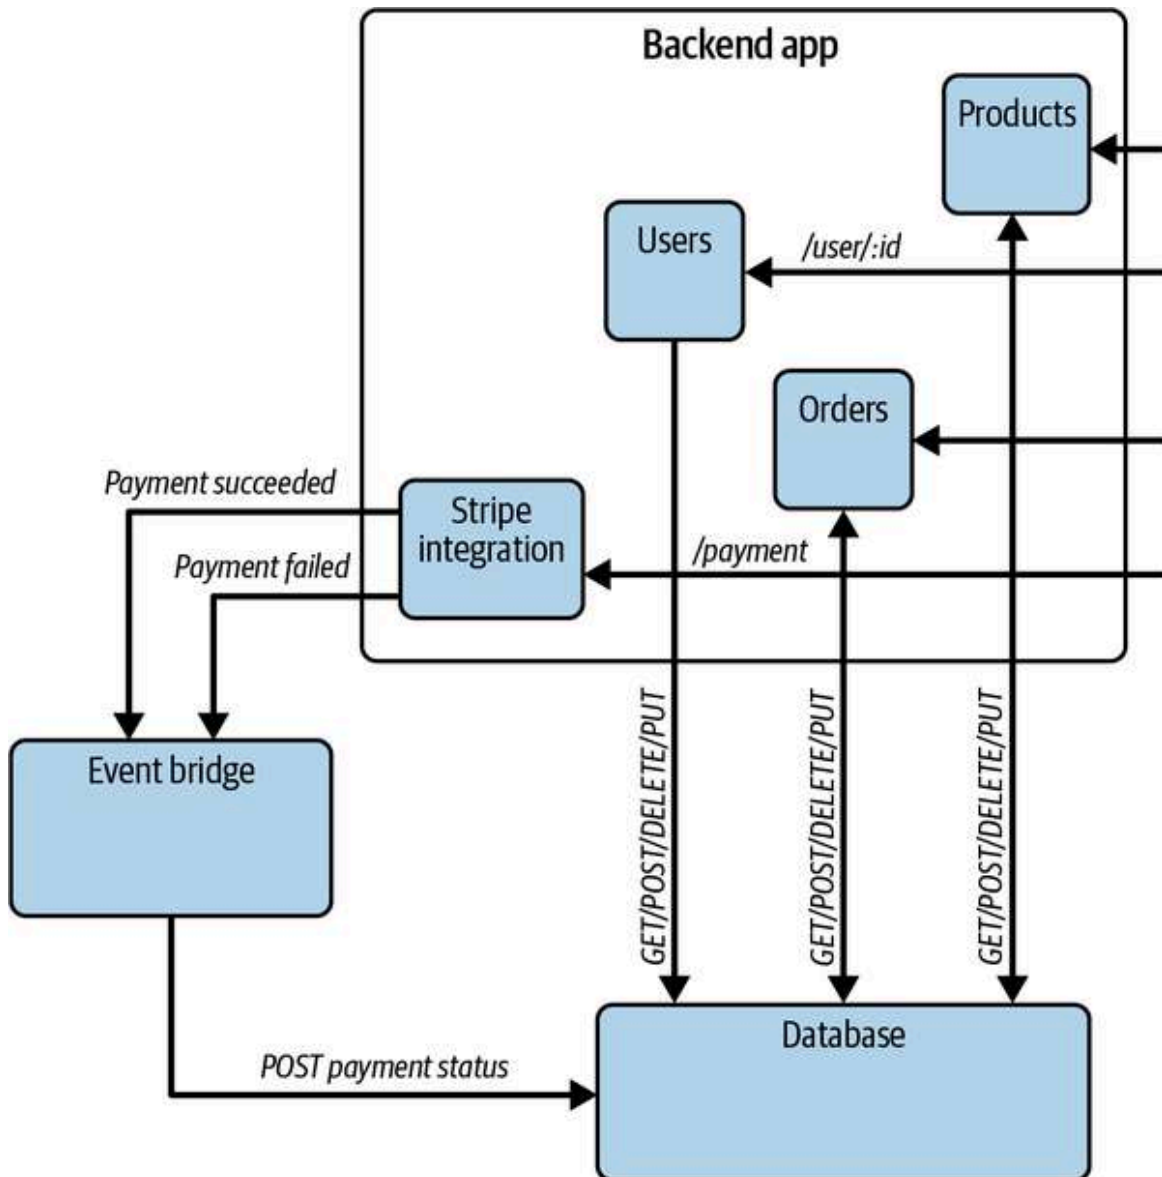 Backend app
Products
Users
/user/:id
Orders
Payment succeeded
Stripe
integration
/payment
Payment failed
GET/POST/DELETE/PUT
GET/POST/DELETE/PUT
GET/POST/DELETE/PUT
Event bridge
Database
POST payment status